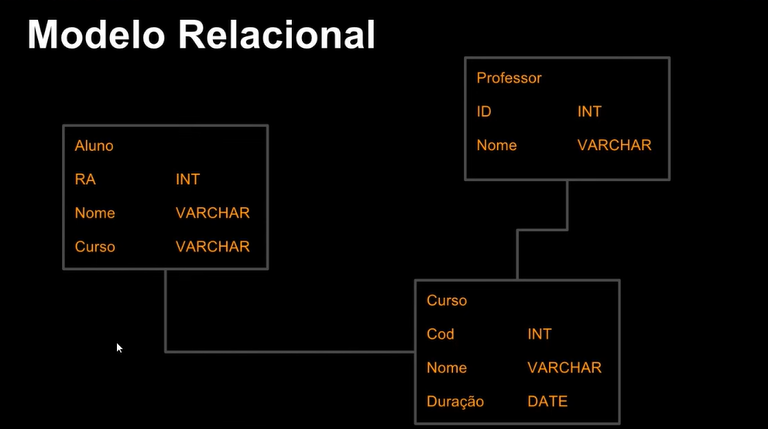 Modelo Relacional
Aluno
RA INT
Nome VARCHAR
Curso VARCHAR
Professor
ID INT
Nome VARCHAR
Curso
Cod INT
Nome VARCHAR
Duração DATE